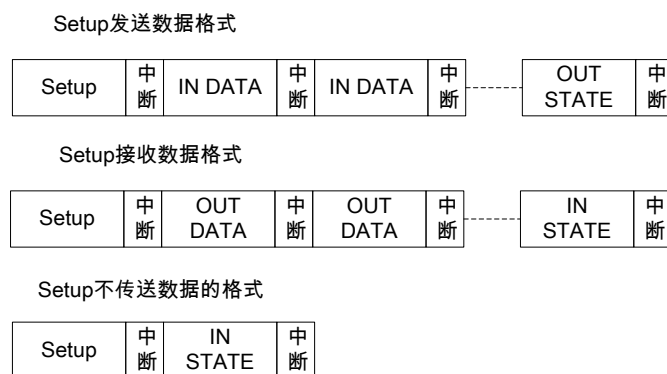 Setup发送数据格式
Setup 中断 IN DATA 中断 IN DATA 中断 OUT STATE 中断
Setup接收数据格式
Setup 中断 OUT DATA 中断 OUT DATA 中断 IN STATE 中断
Setup不传送数据的格式
Setup 中断 IN STATE 中断